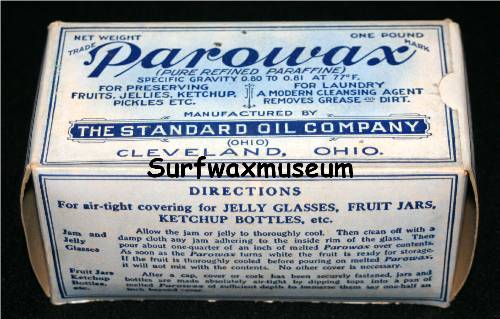 NET WEIGHT ONE POUND
TRADE Parowax MARK
(PURE REFINED PARAFFINE)
SPECIFIC GRAVITY 0.80 TO 0.81 AT 77°F.
FOR PRESERVING FOR LAUNDRY
FRUITS, JELLIES, KETCHUP, A MODERN CLEANSING AGENT
PICKLES ETC. REMOVES GREASE AND DIRT.
MANUFACTURED BY
THE STANDARD OIL COMPANY
(OHIO)
CLEVELAND, OHIO.
Surfwaxmuseum
DIRECTIONS
For air-tight covering for JELLY GLASSES, FRUIT JARS,
KETCHUP BOTTLES, etc.
Jam and Jelly Glasses
Allow the jam or jelly to thoroughly cool. Then clean off with a
damp cloth any jam adhering to the inside rim of the glass. Then
pour about one-quarter of an inch of melted Parowax over contents.
As soon as the Parowax turns white the fruit is ready for storage.
If the fruit is thoroughly cooled before pouring on melted Parowax,
it will not mix with the contents. No other cover is necessary.
Fruit Jars Ketchup Bottles, etc.
After a cap, cover or cork has been securely fastened, jars and
bottles are made absolutely air-tight by dipping tops into a pan of
melted Parowax of sufficient depth to immerse them say one-half an
inch beyond cover.